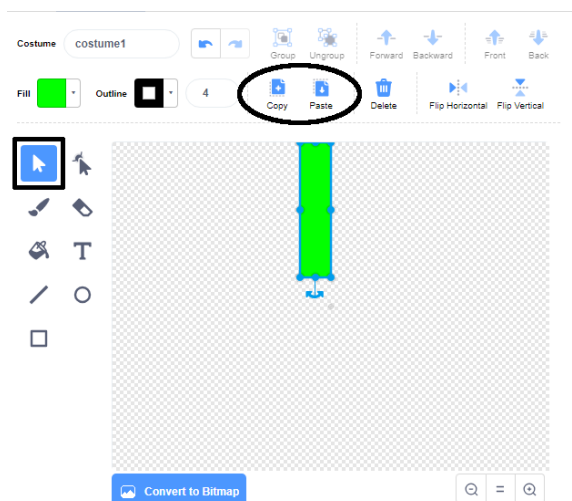 Costume costume1 Group Ungroup Forward Backward Front Back
Fill Outline 4 Copy Paste Delete Flip Horizontal Flip Vertical
T
Convert to Bitmap =